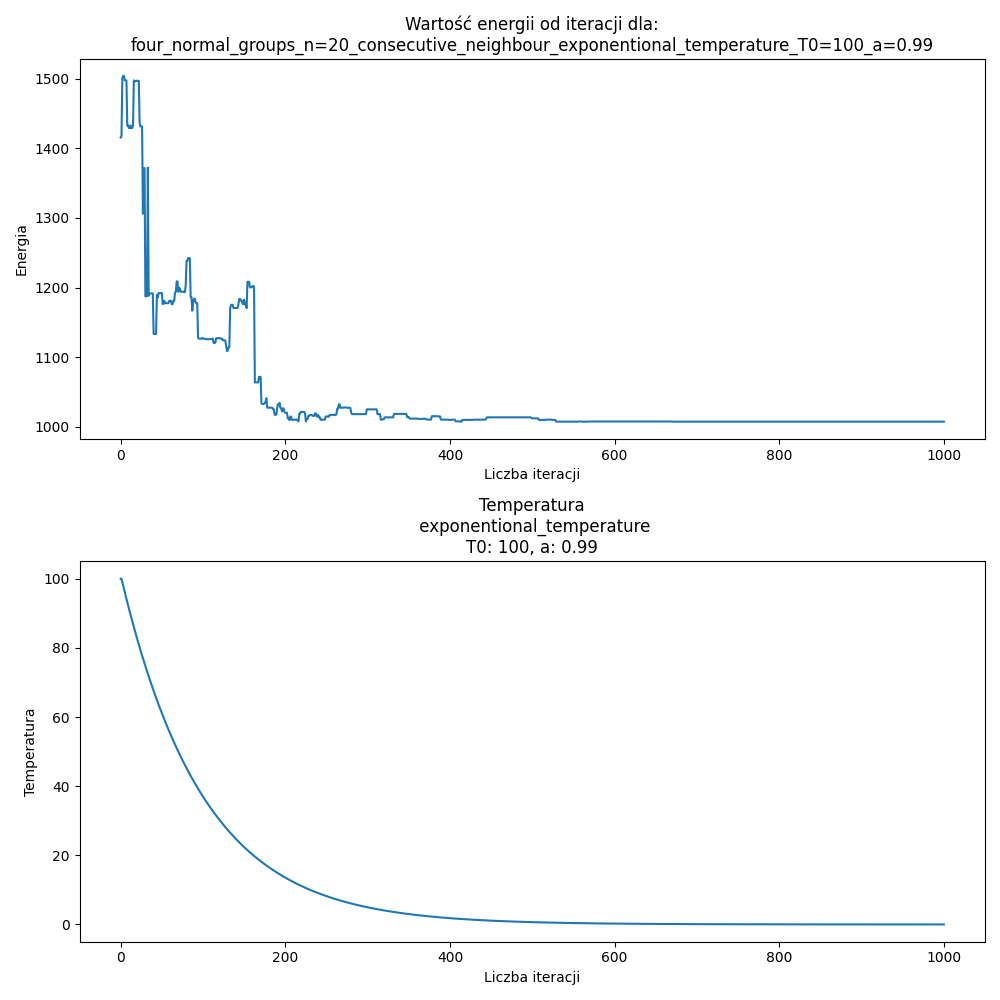 Wartość energii od iteracji dla:
four_normal_groups_n=20_consecutive_neighbour_exponentional_temperature_T0=100_a=0.99
1500
1400
1300
1200
1100
1000
Energia
0
200
400
600
800
1000
Liczba iteracji
Temperatura
exponentional_temperature
T0: 100, a: 0.99
100
80
60
40
20
0
Temperatura
0
200
400
600
800
1000
Liczba iteracji